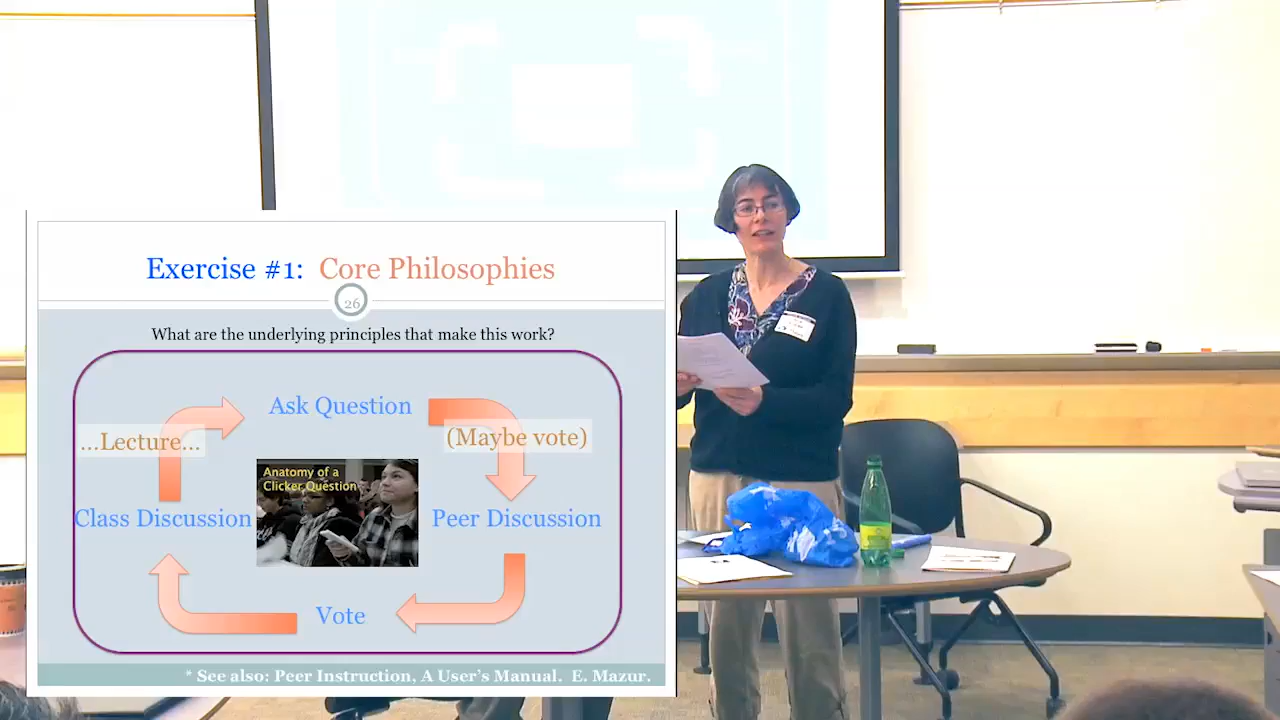 Exercise #1: Core Philosophies
26
What are the underlying principles that make this work?
Ask Question
...Lecture...
(Maybe vote)
Anatomy of a
Clicker Question
Class Discussion
Peer Discussion
Vote
* See also: Peer Instruction, A User's Manual. E. Mazur.